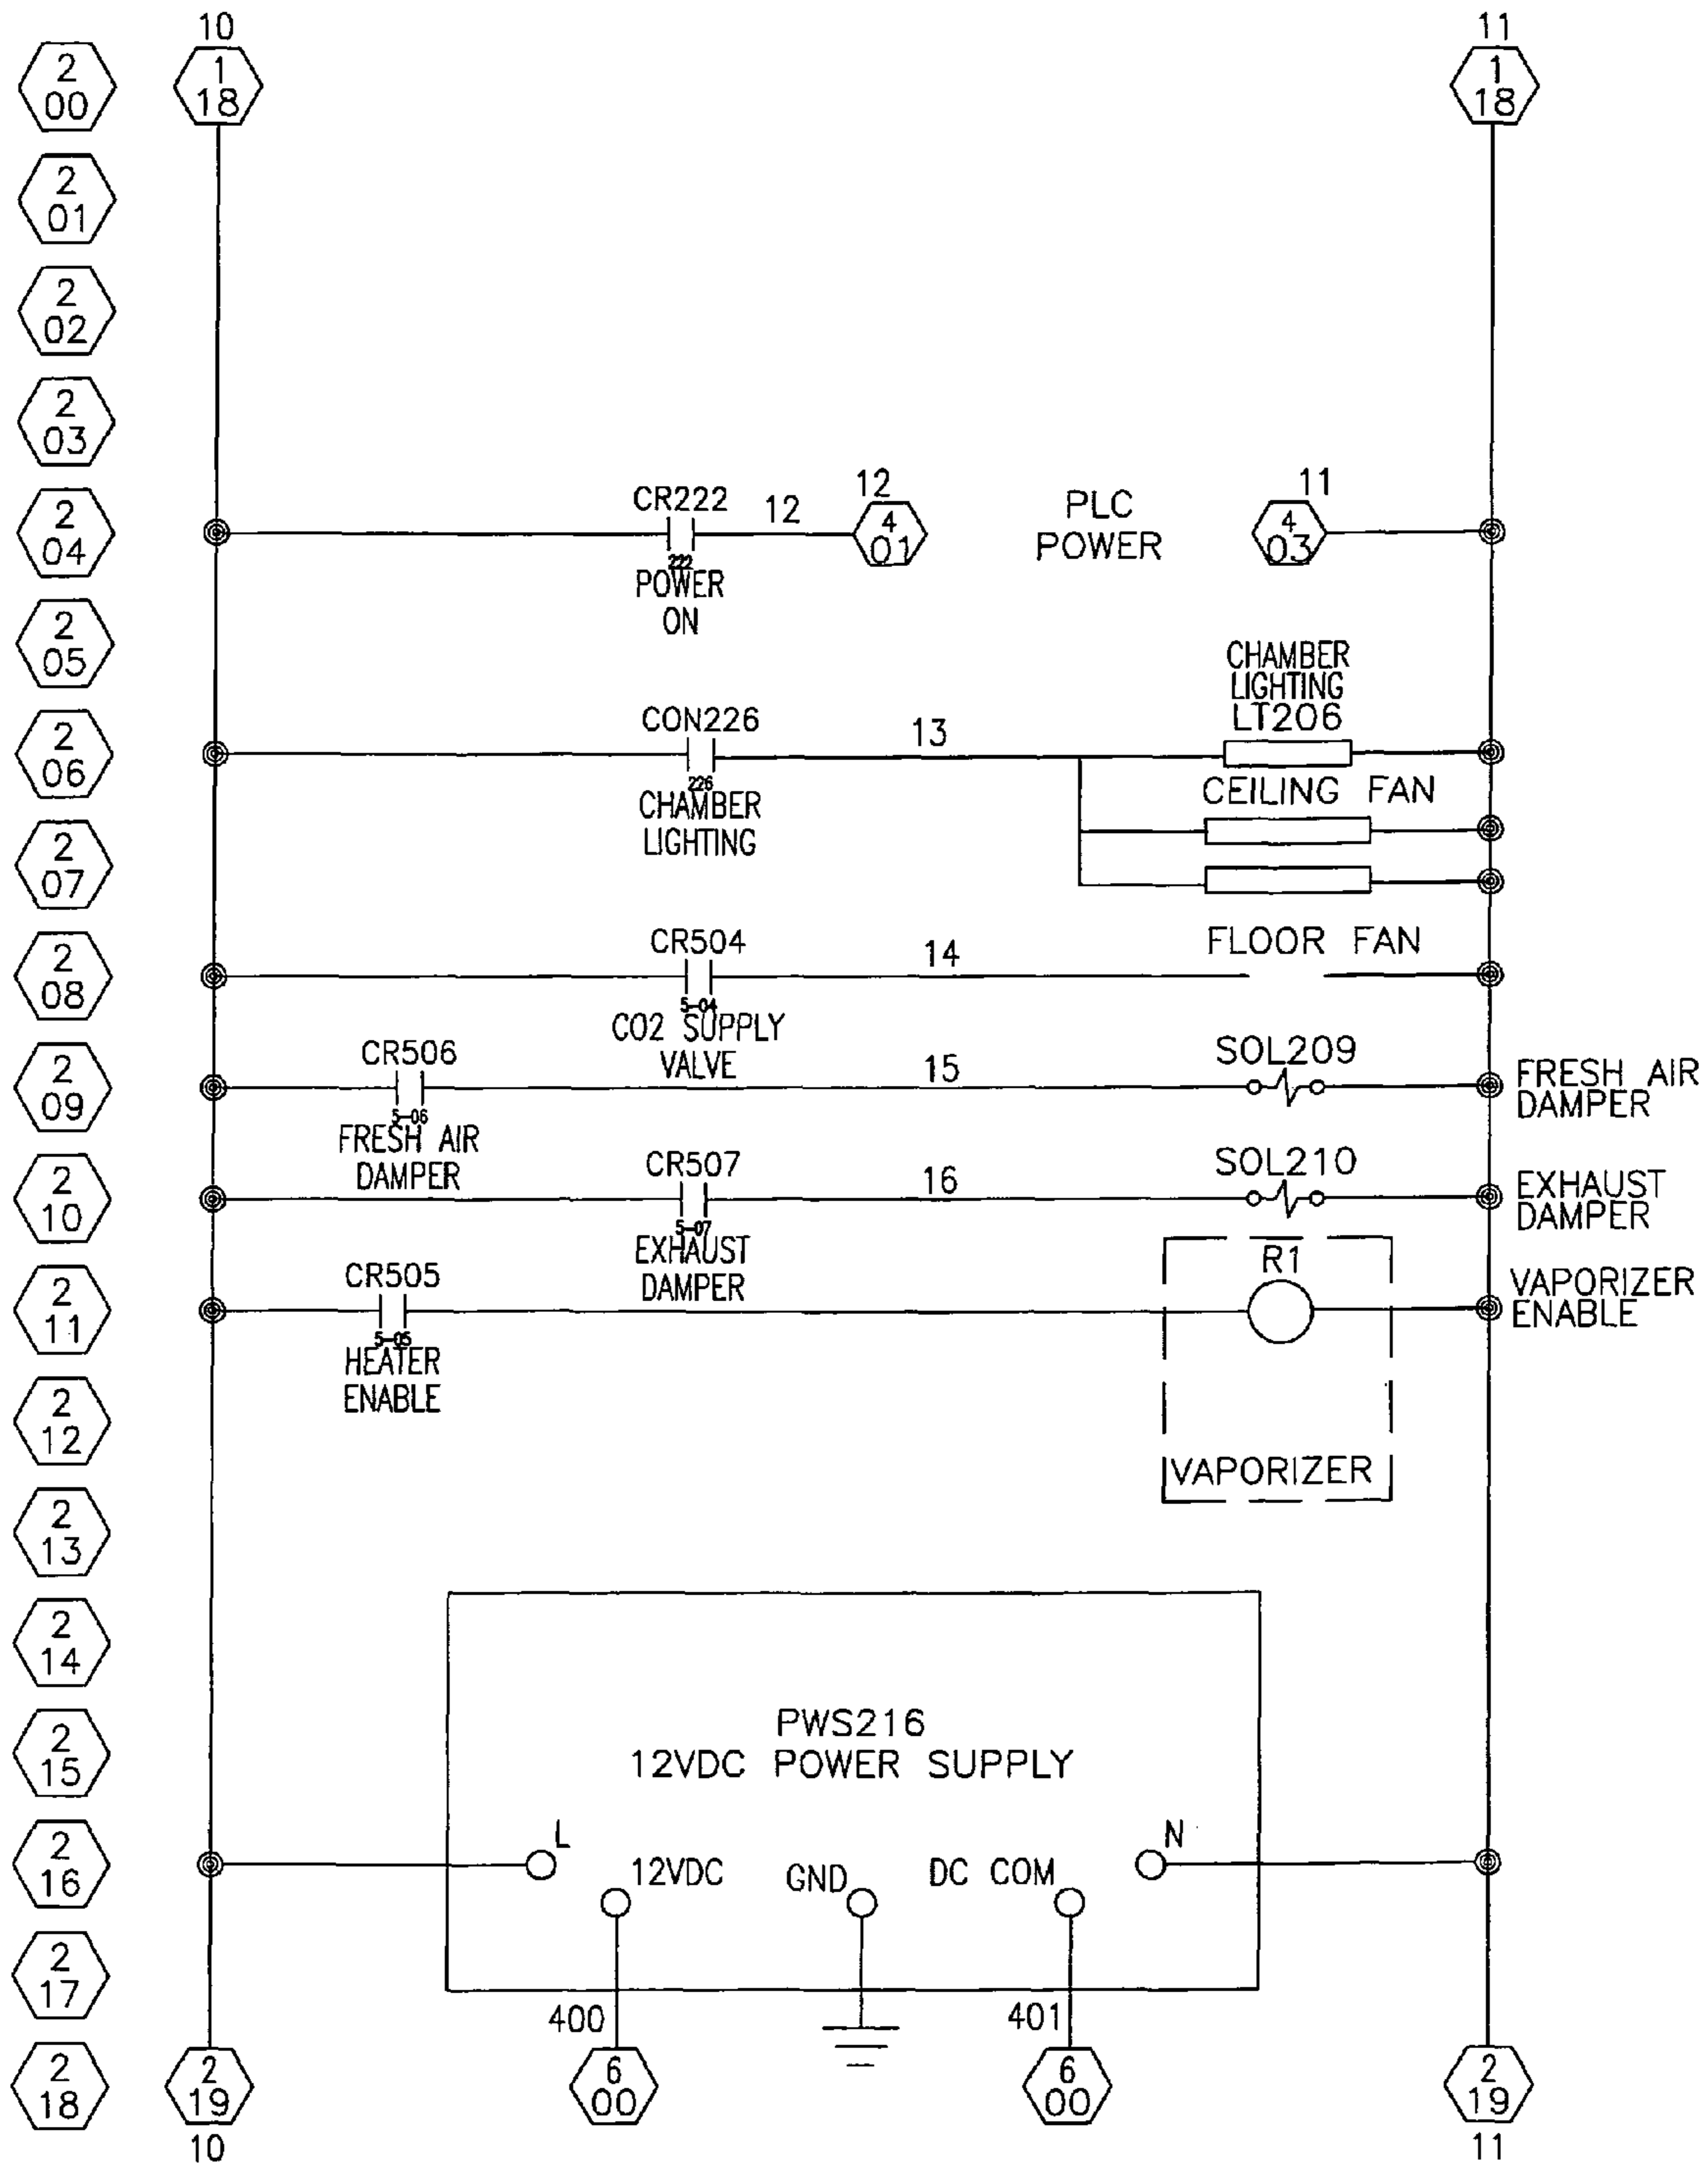 10
11
2
00
1
18
1
18
2
01
2
02
2
03
2
04
CR222
12
12
4
01
PLC
POWER
11
4
03
222
POWER
ON
2
05
CHAMBER
LIGHTING
LT206
2
06
CON226
13
226
CHAMBER
LIGHTING
CEILING FAN
2
07
2
08
CR504
14
FLOOR FAN
5-04
CO2 SUPPLY
VALVE
2
09
CR506
15
SOL209
FRESH AIR
DAMPER
5-06
FRESH AIR
DAMPER
2
10
CR507
16
SOL210
EXHAUST
DAMPER
5-07
EXHAUST
DAMPER
2
11
CR505
R1
VAPORIZER
ENABLE
5-05
HEATER
ENABLE
2
12
VAPORIZER
2
13
2
14
2
15
PWS216
12VDC POWER SUPPLY
2
16
L
12VDC
GND
DC COM
N
2
17
400
401
2
18
2
19
6
00
6
00
2
19
10
11